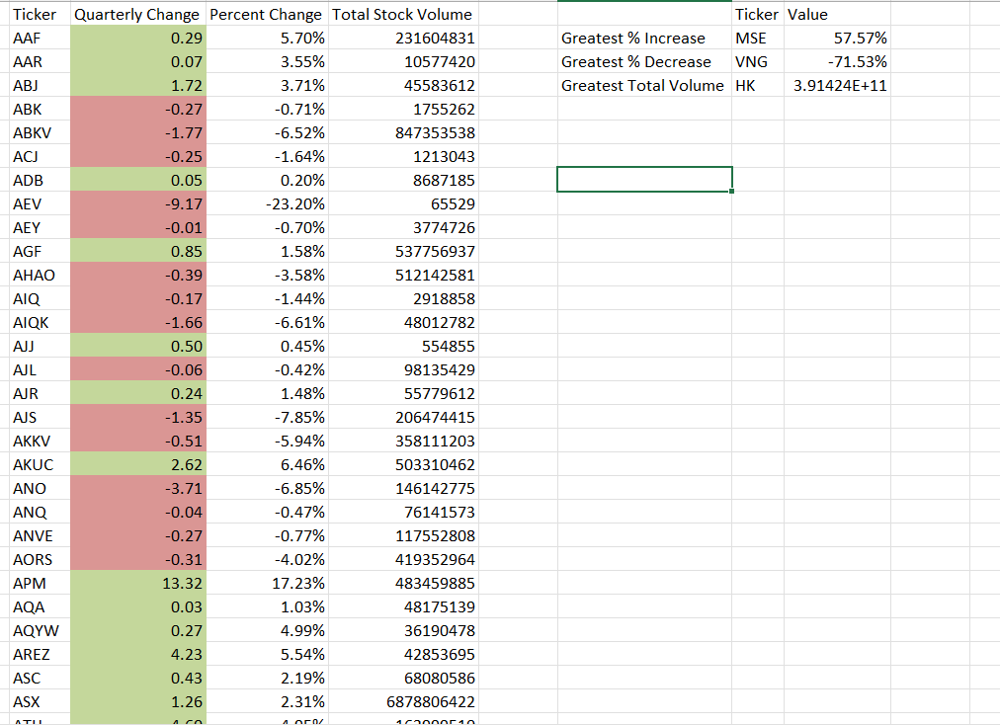 Ticker Quarterly Change Percent Change Total Stock Volume Ticker Value
AAF 0.29 5.70% 231604831 Greatest % Increase MSE 57.57%
AAR 0.07 3.55% 10577420 Greatest % Decrease VNG -71.53%
ABJ 1.72 3.71% 45583612 Greatest Total Volume HK 3.91424E+11
ABK -0.27 -0.71% 1755262
ABKV -1.77 -6.52% 847353538
ACJ -0.25 -1.64% 1213043
ADB 0.05 0.20% 8687185
AEV -9.17 -23.20% 65529
AEY -0.01 -0.70% 3774726
AGF 0.85 1.58% 537756937
AHAO -0.39 -3.58% 512142581
AIQ -0.17 -1.44% 2918858
AIQK -1.66 -6.61% 48012782
AJJ 0.50 0.45% 554855
AJL -0.06 -0.42% 98135429
AJR 0.24 1.48% 55779612
AJS -1.35 -7.85% 206474415
AKKV -0.51 -5.94% 358111203
AKUC 2.62 6.46% 503310462
ANO -3.71 -6.85% 146142775
ANQ -0.04 -0.47% 76141573
ANVE -0.27 -0.77% 117552808
AORS -0.31 -4.02% 419352964
APM 13.32 17.23% 483459885
AQA 0.03 1.03% 48175139
AQYW 0.27 4.99% 36190478
AREZ 4.23 5.54% 42853695
ASC 0.43 2.19% 68080586
ASX 1.26 2.31% 6878806422